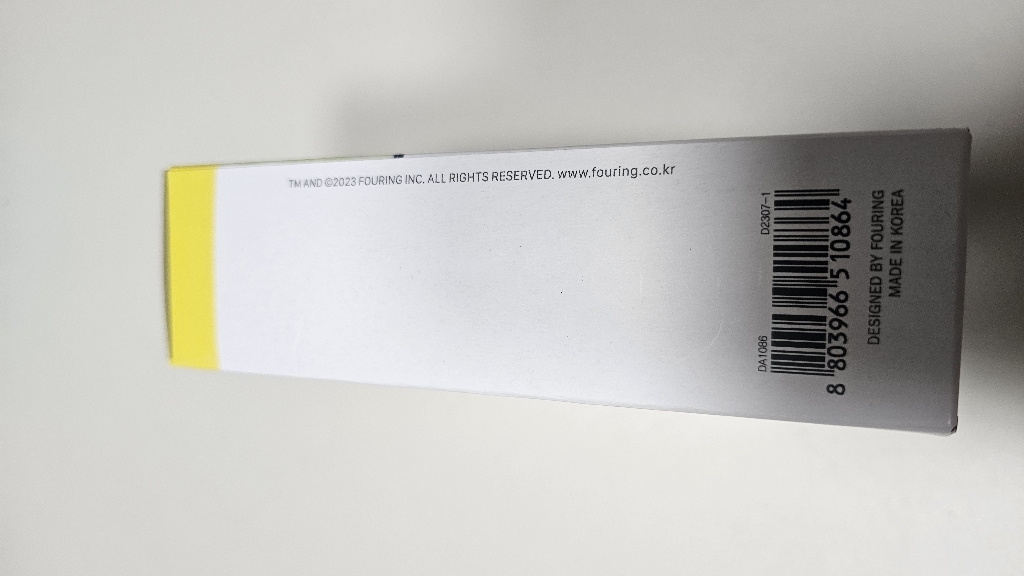 TM AND ©2023 FOURING INC. ALL RIGHTS RESERVED. www.fouring.co.kr
DA1086 D2307-1
8 803966 510864
DESIGNED BY FOURING
MADE IN KOREA